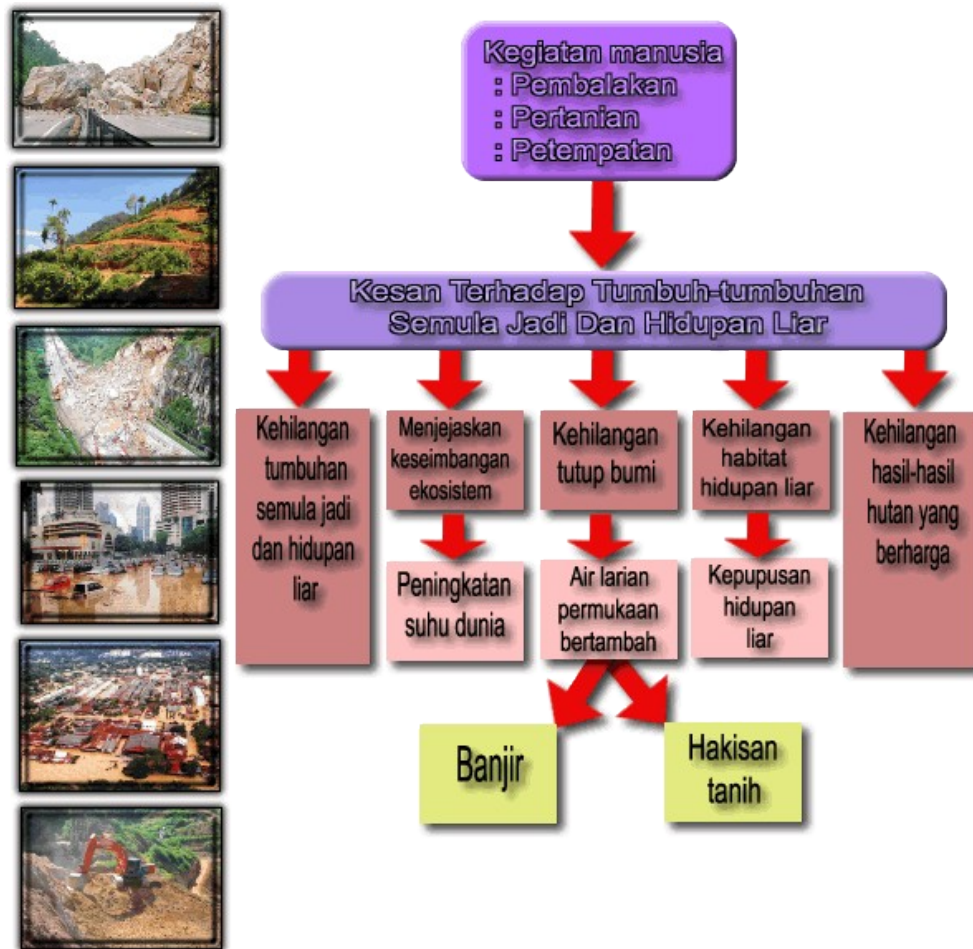 Kegiatan manusia
: Pembalakan
: Pertanian
: Petempatan
Kesan Terhadap Tumbuh-tumbuhan
Semula Jadi Dan Hidupan Liar
Kehilangan
tumbuhan
semula jadi
dan hidupan
liar
Menjejaskan
keseimbangan
ekosistem
Kehilangan
tutup bumi
Kehilangan
habitat
hidupan liar
Kehilangan
hasil-hasil
hutan yang
berharga
Peningkatan
suhu dunia
Air larian
permukaan
bertambah
Kepupusan
hidupan
liar
Banjir
Hakisan
tanih